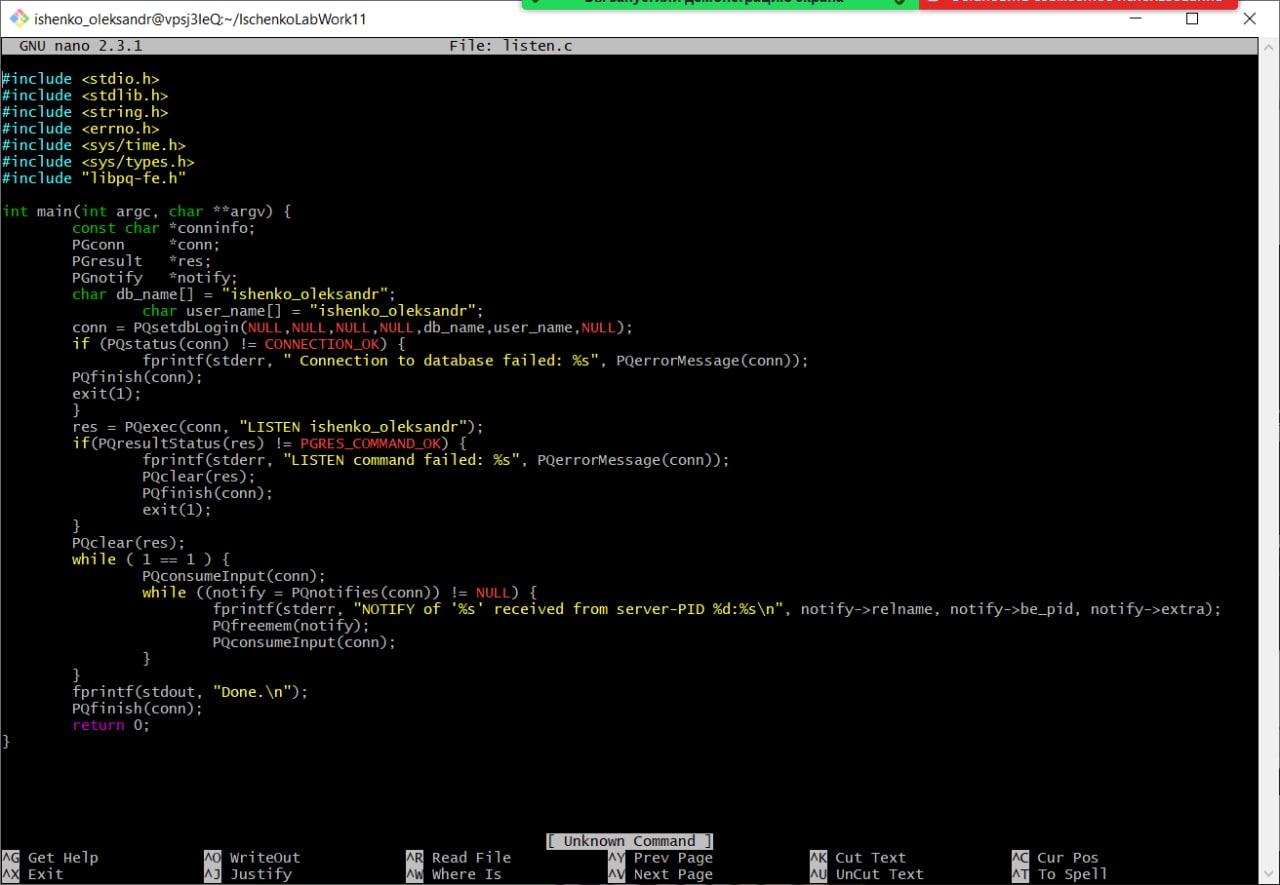 ishenko_oleksandr@vpsj3IeQ:~/IschenkoLabWork11
GNU nano 2.3.1 File: listen.c
#include <stdio.h>
#include <stdlib.h>
#include <string.h>
#include <errno.h>
#include <sys/time.h>
#include <sys/types.h>
#include "libpq-fe.h"
int main(int argc, char **argv) {
const char *conninfo;
PGconn *conn;
PGresult *res;
PGnotify *notify;
char db_name[] = "ishenko_oleksandr";
char user_name[] = "ishenko_oleksandr";
conn = PQsetdbLogin(NULL,NULL,NULL,NULL,db_name,user_name,NULL);
if (PQstatus(conn) != CONNECTION_OK) {
fprintf(stderr, " Connection to database failed: %s", PQerrorMessage(conn));
PQfinish(conn);
exit(1);
}
res = PQexec(conn, "LISTEN ishenko_oleksandr");
if(PQresultStatus(res) != PGRES_COMMAND_OK) {
fprintf(stderr, "LISTEN command failed: %s", PQerrorMessage(conn));
PQclear(res);
PQfinish(conn);
exit(1);
}
PQclear(res);
while ( 1 == 1 ) {
PQconsumeInput(conn);
while ((notify = PQnotifies(conn)) != NULL) {
fprintf(stderr, "NOTIFY of '%s' received from server-PID %d:%s\n", notify->relname, notify->be_pid, notify->extra);
PQfreemem(notify);
PQconsumeInput(conn);
}
}
fprintf(stdout, "Done.\n");
PQfinish(conn);
return 0;
}
[ Unknown Command ]
^G Get Help ^O WriteOut ^R Read File ^Y Prev Page ^K Cut Text ^C Cur Pos
^X Exit ^J Justify ^W Where Is ^V Next Page ^U UnCut Text ^T To Spell